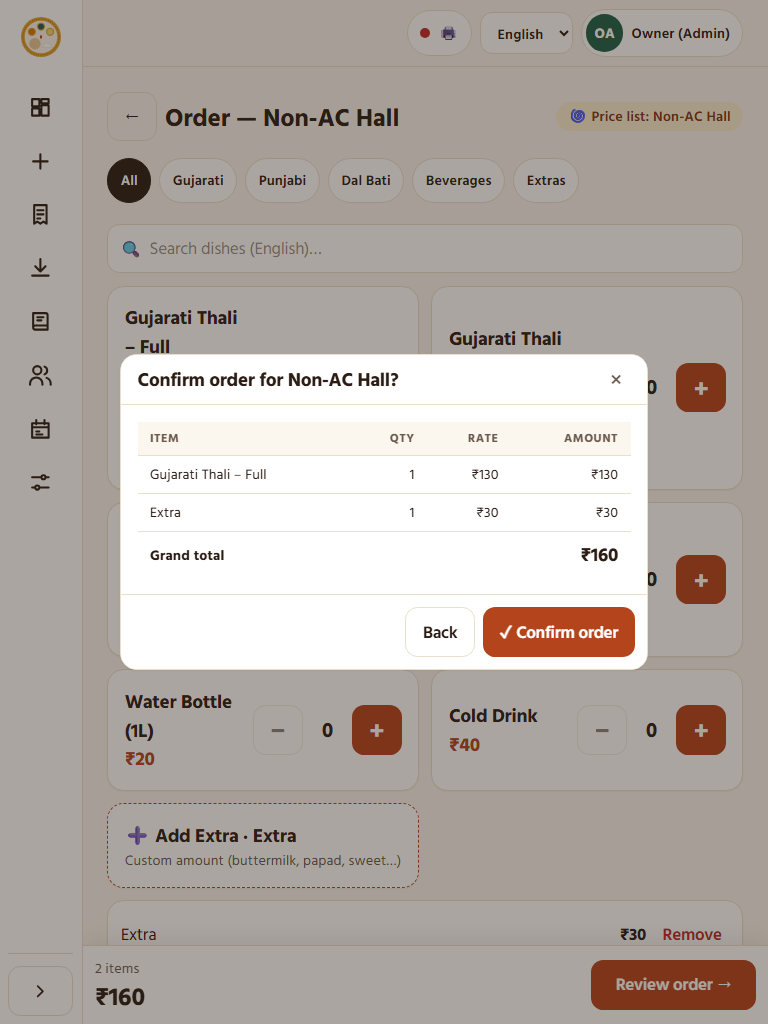 English
OA
Owner (Admin)
←
Order — Non-AC Hall
Price list: Non-AC Hall
All
Gujarati
Punjabi
Dal Bati
Beverages
Extras
Search dishes (English)…
Gujarati Thali
– Full
Gujarati Thali
0
+
Confirm order for Non-AC Hall?
×
ITEM QTY RATE AMOUNT
Gujarati Thali – Full 1 ₹130 ₹130
Extra 1 ₹30 ₹30
Grand total ₹160
Back
✓ Confirm order
0
+
Water Bottle
(1L)
₹20
− 0 +
Cold Drink
₹40
− 0 +
Add Extra · Extra
Custom amount (buttermilk, papad, sweet…)
Extra ₹30 Remove
2 items
₹160
Review order →